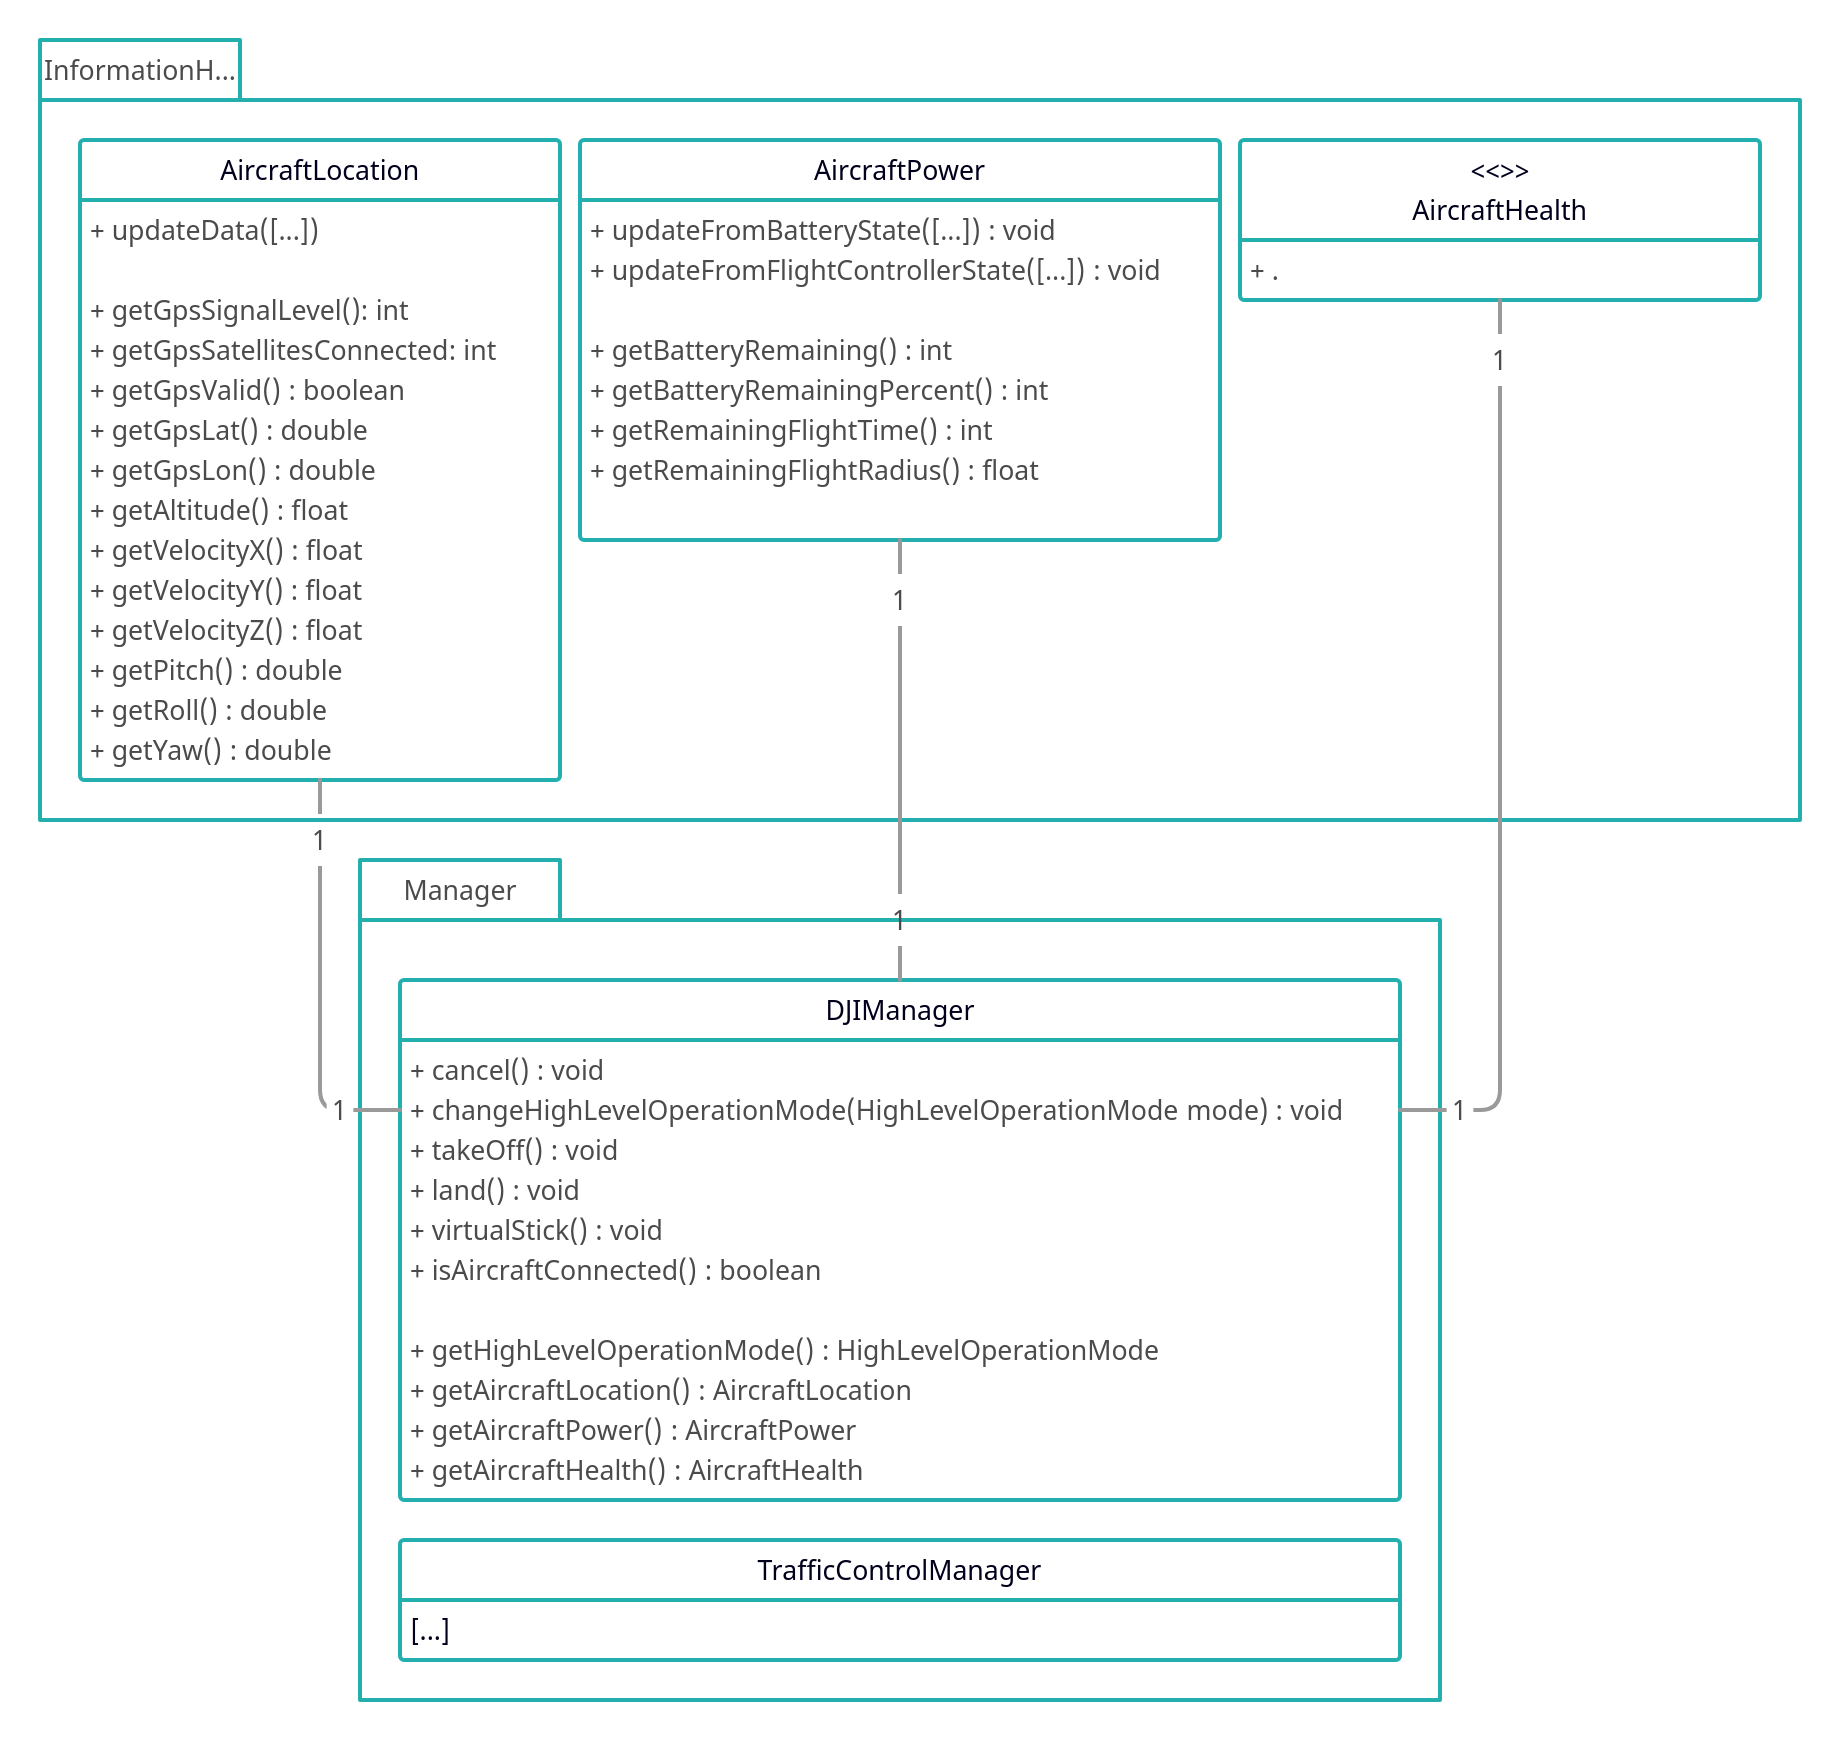 InformationH...
AircraftLocation
+ updateData([...])
+ getGpsSignalLevel(): int
+ getGpsSatellitesConnected: int
+ getGpsValid() : boolean
+ getGpsLat() : double
+ getGpsLon() : double
+ getAltitude() : float
+ getVelocityX() : float
+ getVelocityY() : float
+ getVelocityZ() : float
+ getPitch() : double
+ getRoll() : double
+ getYaw() : double
AircraftPower
+ updateFromBatteryState([...]) : void
+ updateFromFlightControllerState([...]) : void
+ getBatteryRemaining() : int
+ getBatteryRemainingPercent() : int
+ getRemainingFlightTime() : int
+ getRemainingFlightRadius() : float
<<>>
AircraftHealth
+ .
1
1
1
Manager
1
DJIManager
+ cancel() : void
1
+ changeHighLevelOperationMode(HighLevelOperationMode mode) : void
1
+ takeOff() : void
+ land() : void
+ virtualStick() : void
+ isAircraftConnected() : boolean
+ getHighLevelOperationMode() : HighLevelOperationMode
+ getAircraftLocation() : AircraftLocation
+ getAircraftPower() : AircraftPower
+ getAircraftHealth() : AircraftHealth
TrafficControlManager
[...]